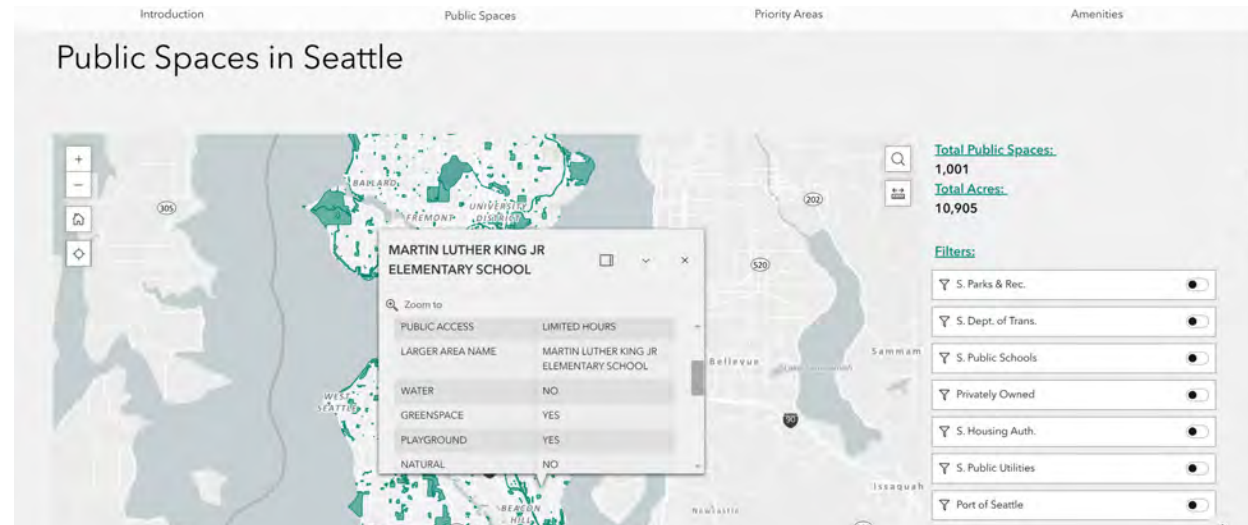 Introduction
Public Spaces
Priority Areas
Amenities
Public Spaces in Seattle
+
−
305
BALLARD
FREMONT
UNIVERSITY
DISTRICT
202
520
90
Bellevue
Sammam
Issaquah
Newcastle
WEST
SEATTLE
BEACON
HILL
MARTIN LUTHER KING JR
ELEMENTARY SCHOOL
Zoom to
PUBLIC ACCESS LIMITED HOURS
LARGER AREA NAME MARTIN LUTHER KING JR
ELEMENTARY SCHOOL
WATER NO
GREENSPACE YES
PLAYGROUND YES
NATURAL NO
Total Public Spaces:
1,001
Total Acres:
10,905
Filters:
S. Parks & Rec.
S. Dept. of Trans.
S. Public Schools
Privately Owned
S. Housing Auth.
S. Public Utilities
Port of Seattle